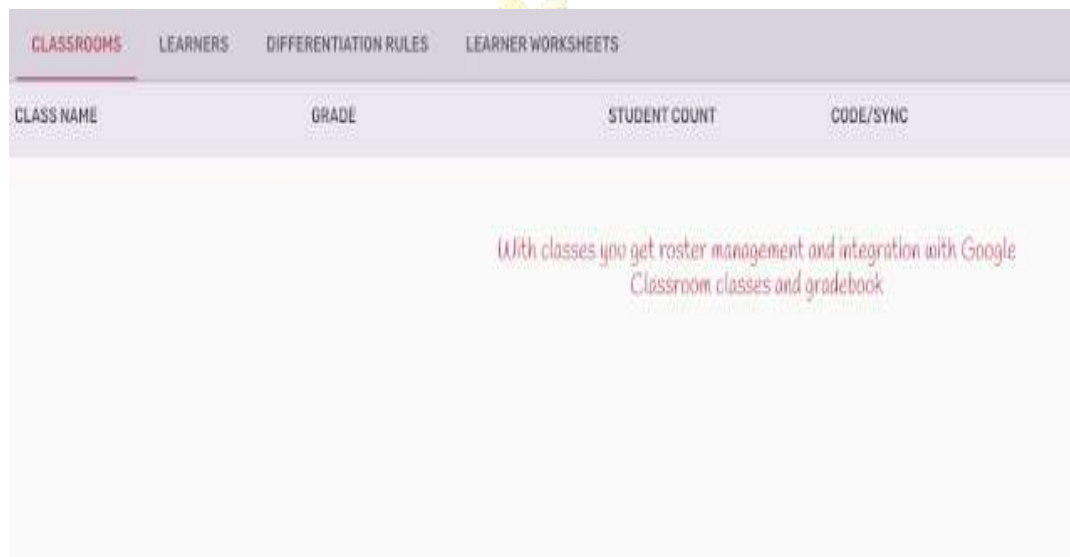 CLASSROOMS LEARNERS DIFFERENTIATION RULES LEARNER WORKSHEETS
CLASS NAME GRADE STUDENT COUNT CODE/SYNC
With classes you get roster management and integration with Google
Classroom classes and gradebook